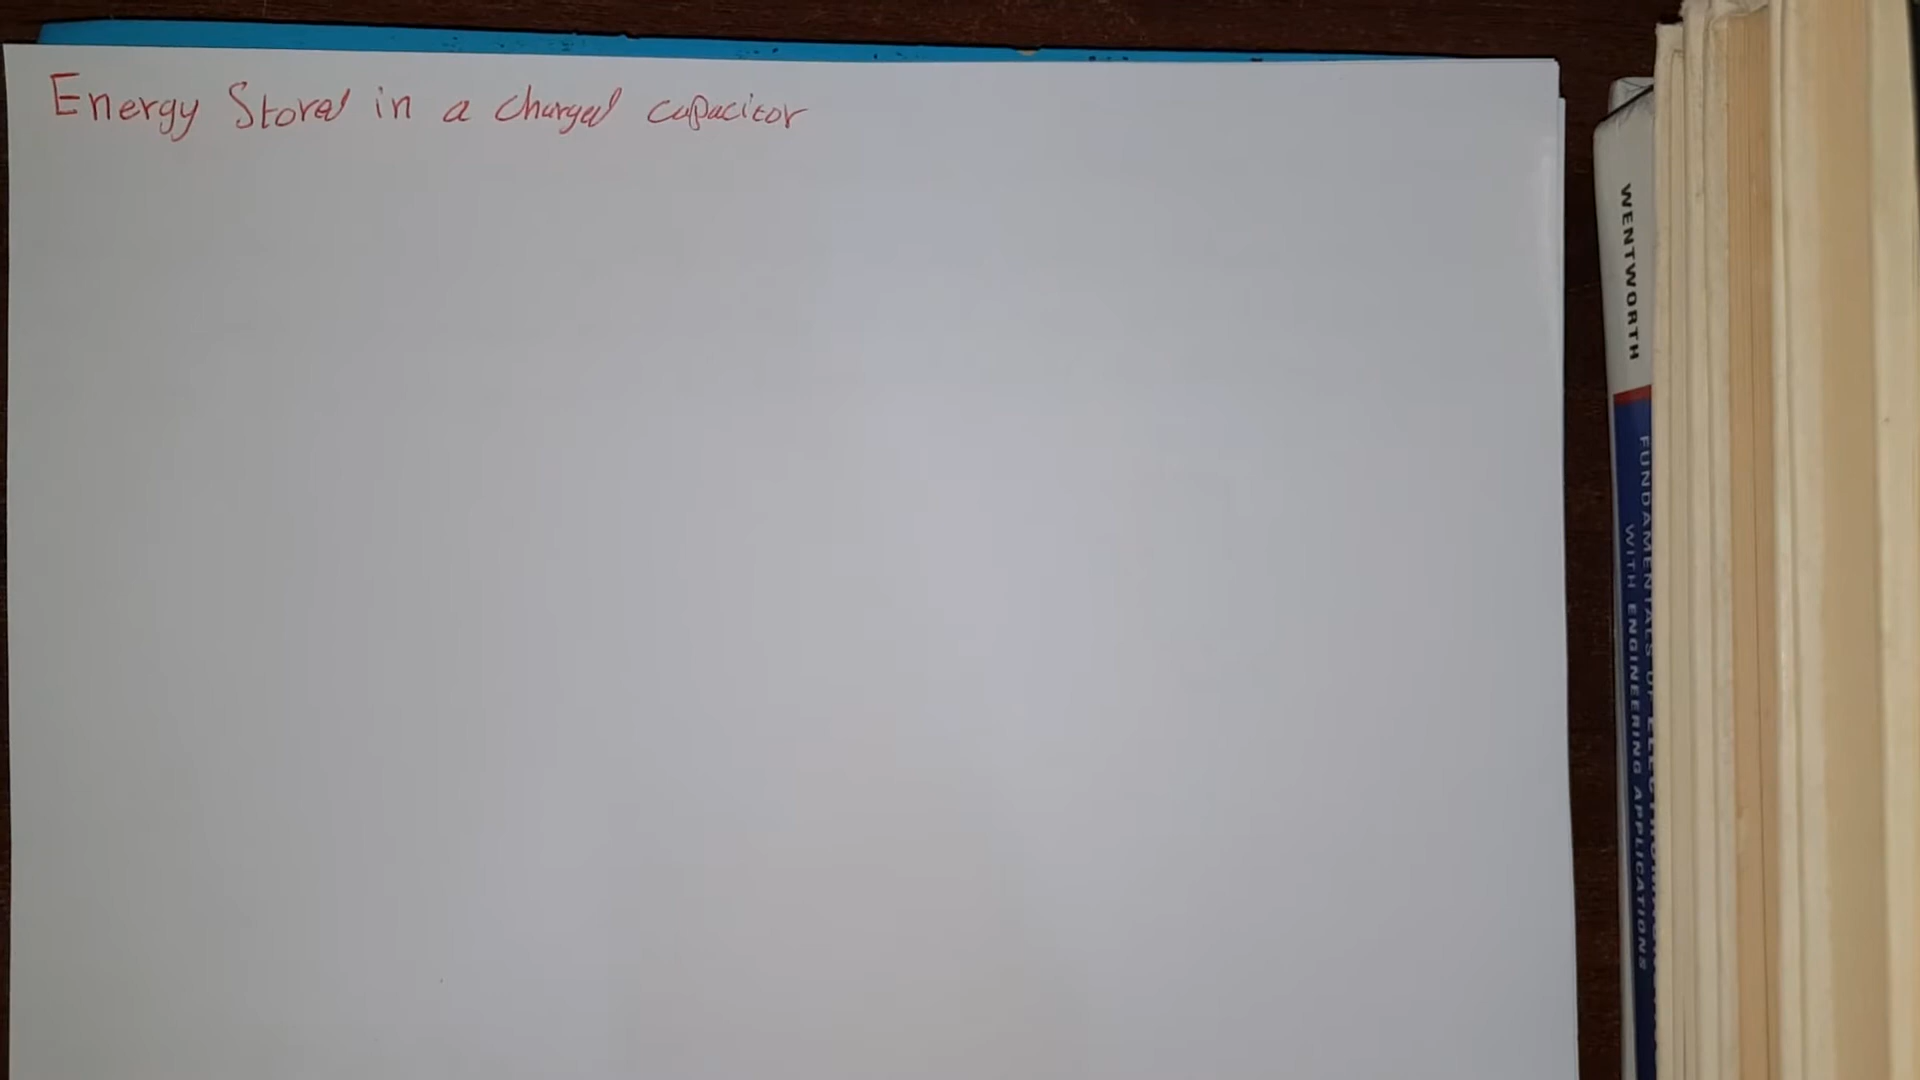 Energy Stored in a charged capacitor
WENTWORTH
FUNDAMENTALS OF ELECTROMAGNETICS
WITH ENGINEERING APPLICATIONS